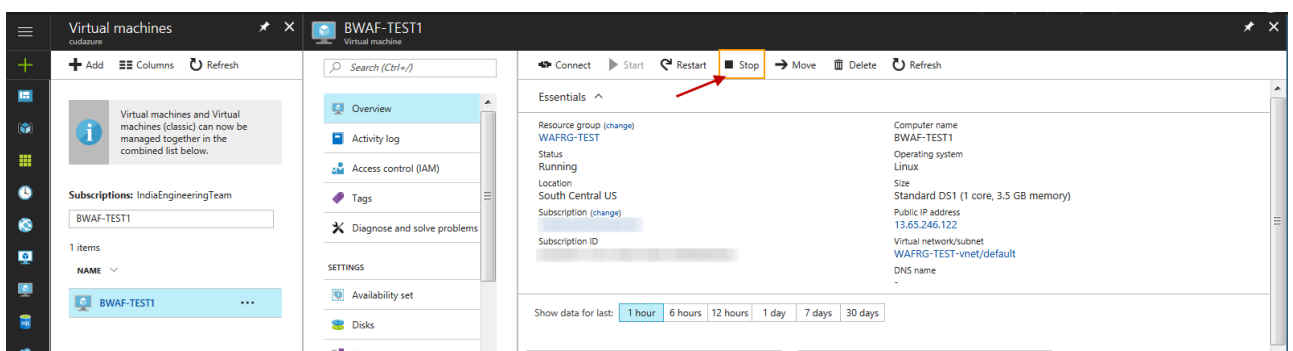 Virtual machines
cudazure
Add Columns Refresh
Virtual machines and Virtual
machines (classic) can now be
managed together in the
combined list below.
Subscriptions: IndiaEngineeringTeam
BWAF-TEST1
1 items
NAME
BWAF-TEST1
BWAF-TEST1
Virtual machine
Search (Ctrl+/)
Overview
Activity log
Access control (IAM)
Tags
Diagnose and solve problems
SETTINGS
Availability set
Disks
Connect Start Restart Stop Move Delete Refresh
Essentials
Resource group (change)
WAFRG-TEST
Status
Running
Location
South Central US
Subscription (change)
Subscription ID
Computer name
BWAF-TEST1
Operating system
Linux
Size
Standard DS1 (1 core, 3.5 GB memory)
Public IP address
13.65.246.122
Virtual network/subnet
WAFRG-TEST-vnet/default
DNS name
-
Show data for last: 1 hour 6 hours 12 hours 1 day 7 days 30 days